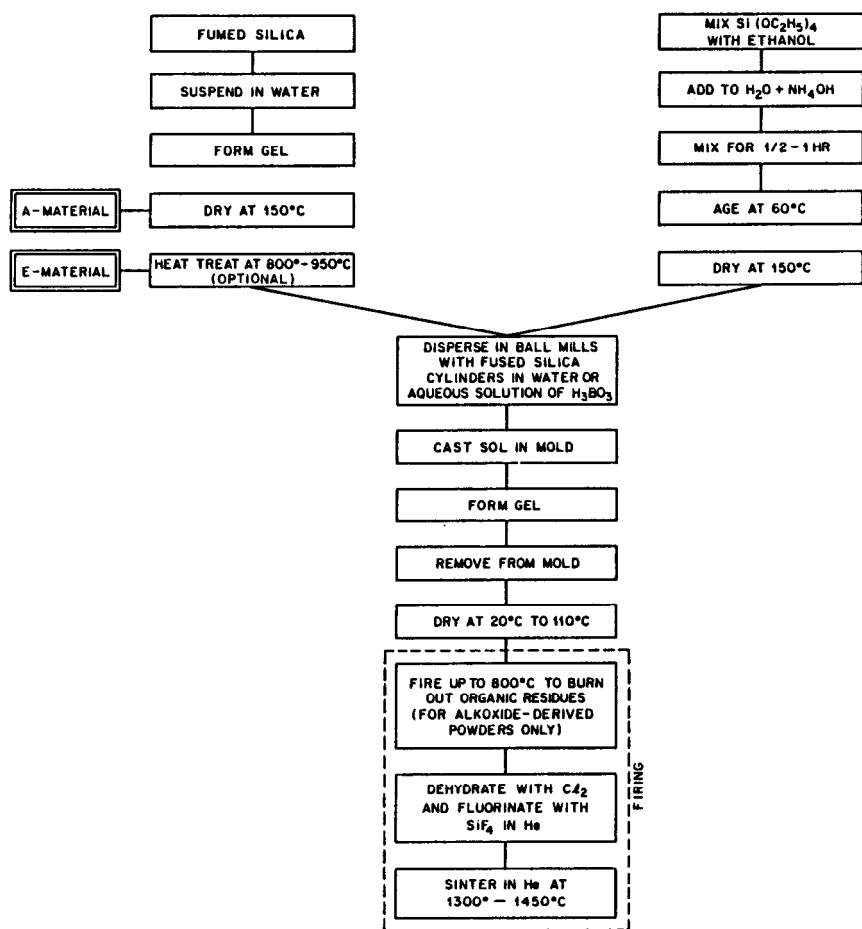 FUMED SILICA
SUSPEND IN WATER
FORM GEL
A-MATERIAL
DRY AT 150°C
E-MATERIAL
HEAT TREAT AT 800°-950°C
(OPTIONAL)
MIX Si(OC₂H₅)₄
WITH ETHANOL
ADD TO H₂O + NH₄OH
MIX FOR 1/2 - 1 HR
AGE AT 60°C
DRY AT 150°C
DISPERSE IN BALL MILLS
WITH FUSED SILICA
CYLINDERS IN WATER OR
AQUEOUS SOLUTION OF H₃BO₃
CAST SOL IN MOLD
FORM GEL
REMOVE FROM MOLD
DRY AT 20°C TO 110°C
FIRE UP TO 800°C TO BURN
OUT ORGANIC RESIDUES
(FOR ALKOXIDE-DERIVED
POWDERS ONLY)
DEHYDRATE WITH Cℓ₂
AND FLUORINATE WITH
SiF₄ IN He
SINTER IN He AT
1300° - 1450°C
FIRING